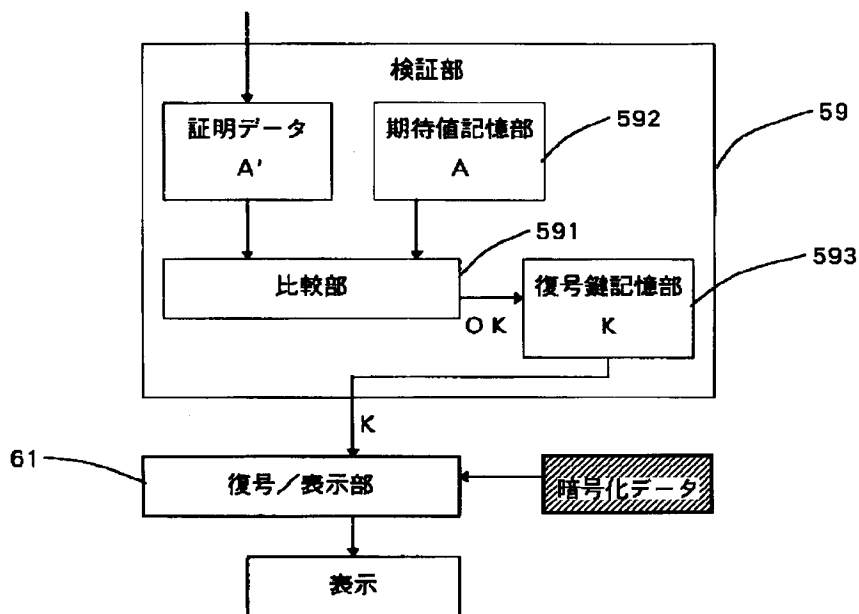 検証部
59
証明データ
A'
期待値記憶部
A
592
591
比較部
OK
復号鍵記憶部
K
593
K
61
復号/表示部
暗号化データ
表示